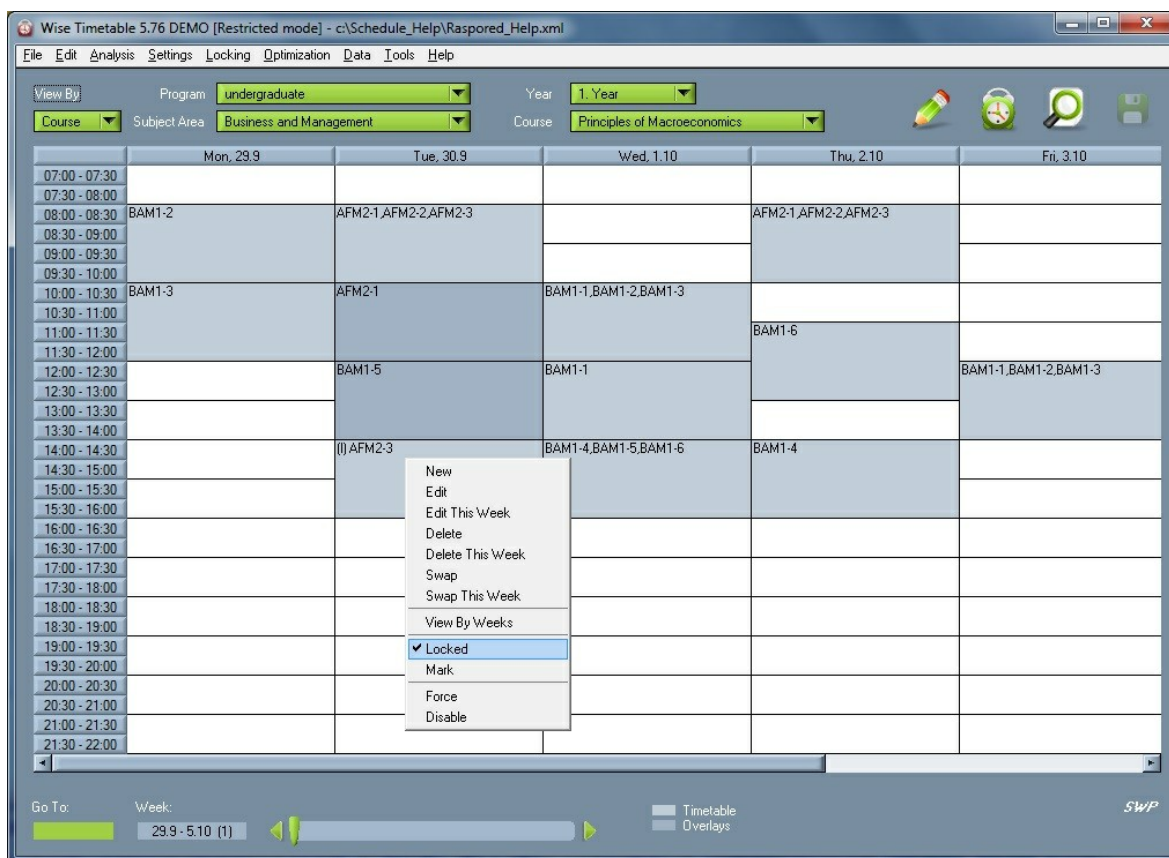 Wise Timetable 5.76 DEMO [Restricted mode] - c:\Schedule_Help\Raspored_Help.xml
File Edit Analysis Settings Locking Optimization Data Tools Help
View By Program undergraduate Year 1. Year
Course Subject Area Business and Management Course Principles of Macroeconomics
Mon, 29.9 Tue, 30.9 Wed, 1.10 Thu, 2.10 Fri, 3.10
07:00 - 07:30
07:30 - 08:00
08:00 - 08:30 BAM1-2 AFM2-1,AFM2-2,AFM2-3 AFM2-1,AFM2-2,AFM2-3
08:30 - 09:00
09:00 - 09:30
09:30 - 10:00
10:00 - 10:30 BAM1-3 AFM2-1 BAM1-1,BAM1-2,BAM1-3
10:30 - 11:00
11:00 - 11:30 BAM1-6
11:30 - 12:00
12:00 - 12:30 BAM1-5 BAM1-1 BAM1-1,BAM1-2,BAM1-3
12:30 - 13:00
13:00 - 13:30
13:30 - 14:00
14:00 - 14:30 (l) AFM2-3 BAM1-4,BAM1-5,BAM1-6 BAM1-4
14:30 - 15:00
15:00 - 15:30
15:30 - 16:00
16:00 - 16:30
16:30 - 17:00
17:00 - 17:30
17:30 - 18:00
18:00 - 18:30
18:30 - 19:00
19:00 - 19:30
19:30 - 20:00
20:00 - 20:30
20:30 - 21:00
21:00 - 21:30
21:30 - 22:00
New
Edit
Edit This Week
Delete
Delete This Week
Swap
Swap This Week
View By Weeks
Locked
Mark
Force
Disable
Go To: Week:
29.9 - 5.10 (1)
Timetable
Overlays
SWP